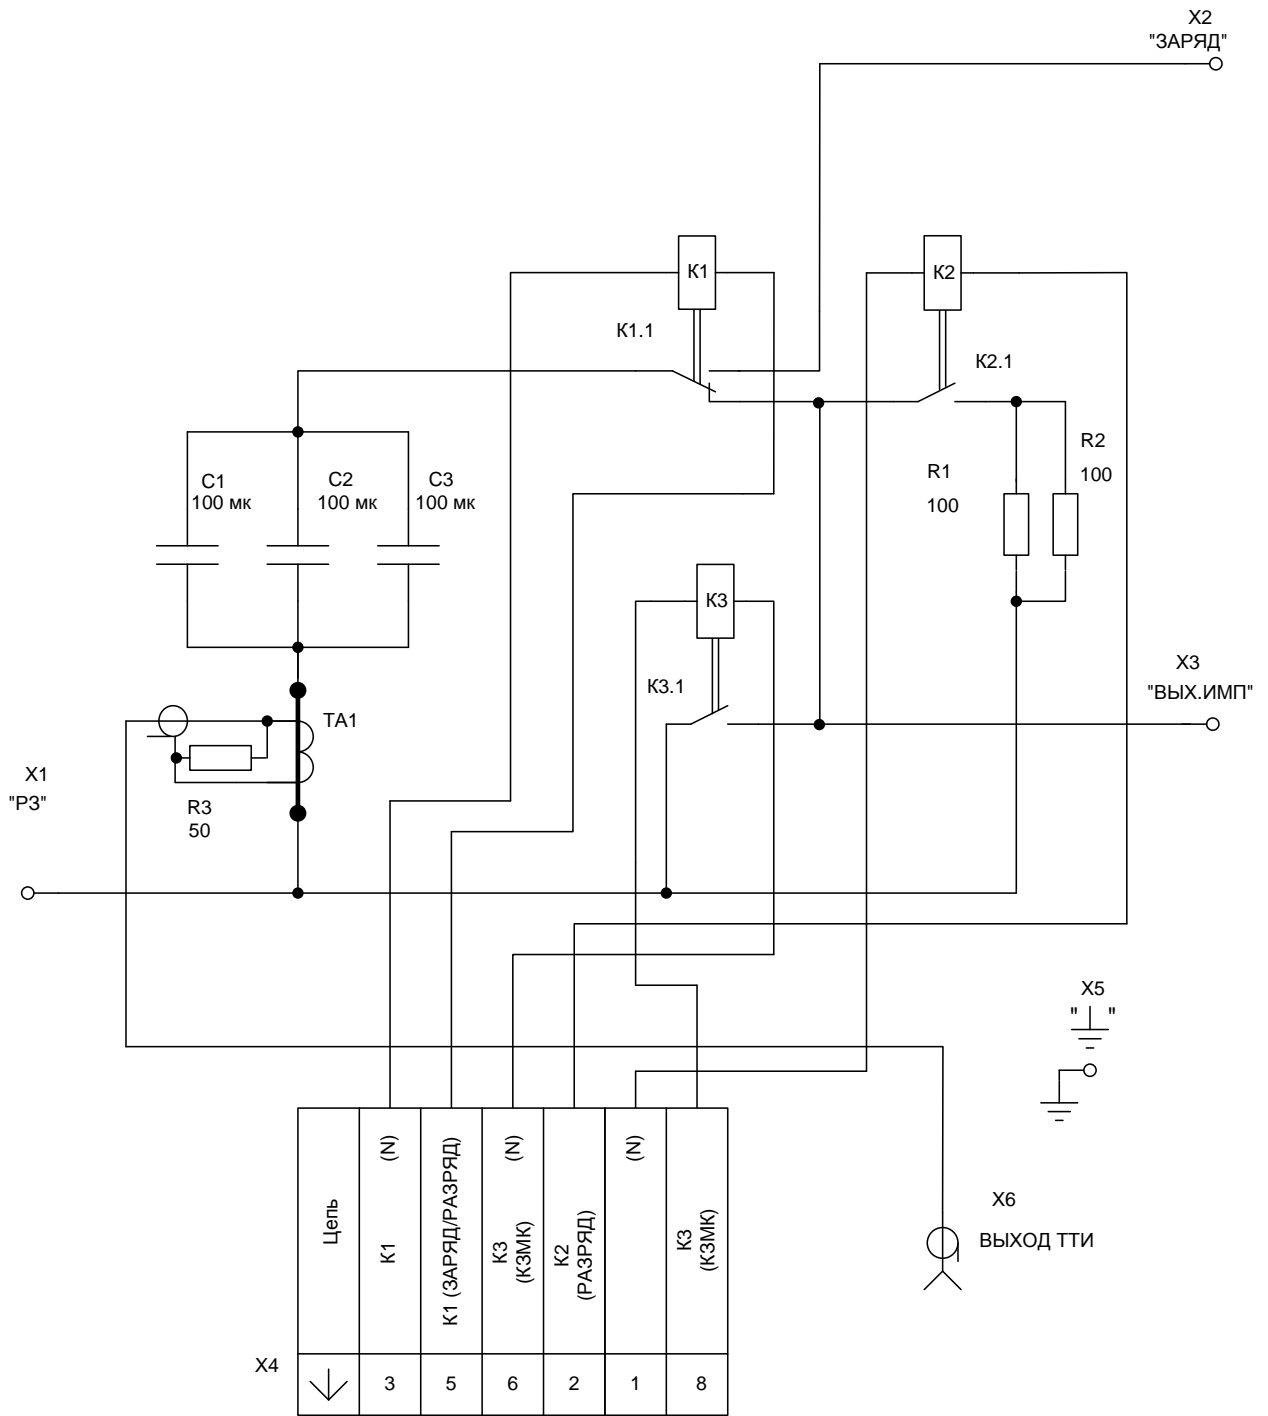 X2
"ЗАРЯД"
K1
K2
K1.1
K2.1
R2
100
R1
100
C1
100 мк
C2
100 мк
C3
100 мк
K3
K3.1
X3
"ВЫХ.ИМП"
TA1
X1
"РЗ"
R3
50
X5
" "
X6
ВЫХОД ТТИ
X4
Цепь
K1 (N)
K1 (ЗАРЯД/РАЗРЯД)
K3 (N)
(КЗМК)
K2
(РАЗРЯД)
(N)
K3
(КЗМК)
3 5 6 2 1 8